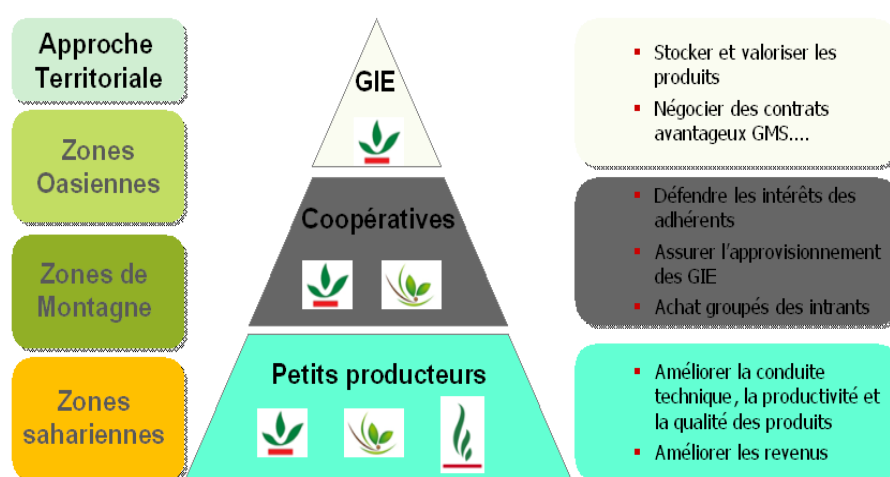 Approche
Territoriale
Zones
Oasiennes
Zones de
Montagne
Zones
sahariennes
GIE
Coopératives
Petits producteurs
Stocker et valoriser les
produits
Négocier des contrats
avantageux GMS....
Défendre les intérêts des
adhérents
Assurer l'approvisionnement
des GIE
Achat groupés des intrants
Améliorer la conduite
technique, la productivité et
la qualité des produits
Améliorer les revenus